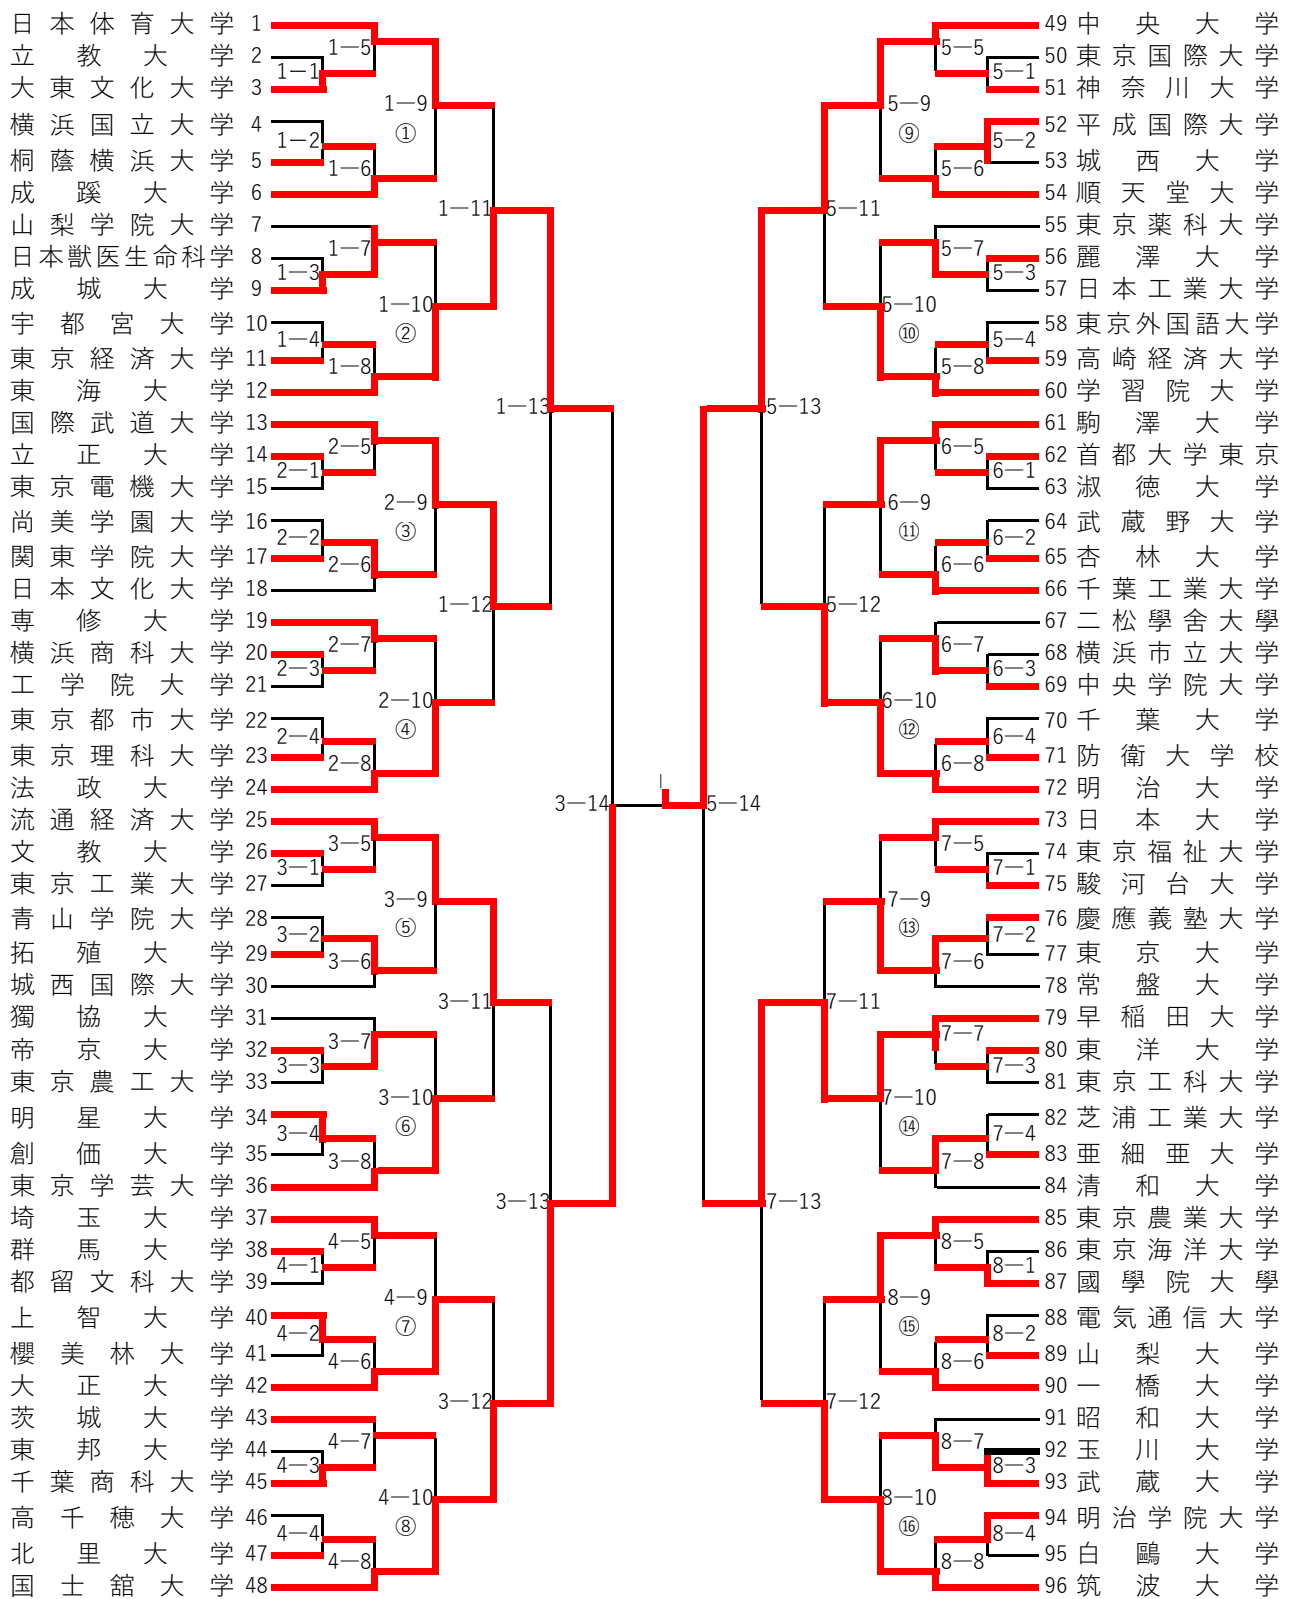 日本体育大学 1
立教大学 2
大東文化大学 3
横浜国立大学 4
桐蔭横浜大学 5
成蹊大学 6
山梨学院大学 7
日本獣医生命科学 8
成城大学 9
宇都宮大学 10
東京経済大学 11
東海大学 12
国際武道大学 13
立正大学 14
東京電機大学 15
尚美学園大学 16
関東学院大学 17
日本文化大学 18
専修大学 19
横浜商科大学 20
工学院大学 21
東京都市大学 22
東京理科大学 23
法政大学 24
流通経済大学 25
文教大学 26
東京工業大学 27
青山学院大学 28
拓殖大学 29
城西国際大学 30
獨協大学 31
帝京大学 32
東京農工大学 33
明星大学 34
創価大学 35
東京学芸大学 36
埼玉大学 37
群馬大学 38
都留文科大学 39
上智大学 40
櫻美林大学 41
大正大学 42
茨城大学 43
東邦大学 44
千葉商科大学 45
高千穂大学 46
北里大学 47
国士舘大学 48
1—1
1—2
1—3
1—4
2—1
2—2
2—3
2—4
3—1
3—2
3—3
3—4
4—1
4—2
4—3
4—4
1—5
1—6
1—7
1—8
2—5
2—6
2—7
2—8
3—5
3—6
3—7
3—8
4—5
4—6
4—7
4—8
1—9
①
1—10
②
2—9
③
2—10
④
3—9
⑤
3—10
⑥
4—9
⑦
4—10
⑧
1—11
1—12
3—11
3—12
1—13
3—13
3—14
5—14
5—13
7—13
5—11
5—12
7—11
7—12
5—9
⑨
5—10
⑩
6—9
⑪
6—10
⑫
7—9
⑬
7—10
⑭
8—9
⑮
8—10
⑯
5—5
5—6
5—7
5—8
6—5
6—6
6—7
6—8
7—5
7—6
7—7
7—8
8—5
8—6
8—7
8—8
5—1
5—2
5—3
5—4
6—1
6—2
6—3
6—4
7—1
7—2
7—3
7—4
8—1
8—2
8—3
8—4
49 中央大学
50 東京国際大学
51 神奈川大学
52 平成国際大学
53 城西大学
54 順天堂大学
55 東京薬科大学
56 麗澤大学
57 日本工業大学
58 東京外国語大学
59 高崎経済大学
60 学習院大学
61 駒澤大学
62 首都大学東京
63 淑徳大学
64 武蔵野大学
65 杏林大学
66 千葉工業大学
67 二松學舎大學
68 横浜市立大学
69 中央学院大学
70 千葉大学
71 防衛大学校
72 明治大学
73 日本大学
74 東京福祉大学
75 駿河台大学
76 慶應義塾大学
77 東京大学
78 常盤大学
79 早稲田大学
80 東洋大学
81 東京工科大学
82 芝浦工業大学
83 亜細亜大学
84 清和大学
85 東京農業大学
86 東京海洋大学
87 國學院大學
88 電気通信大学
89 山梨大学
90 一橋大学
91 昭和大学
92 玉川大学
93 武蔵大学
94 明治学院大学
95 白鷗大学
96 筑波大学